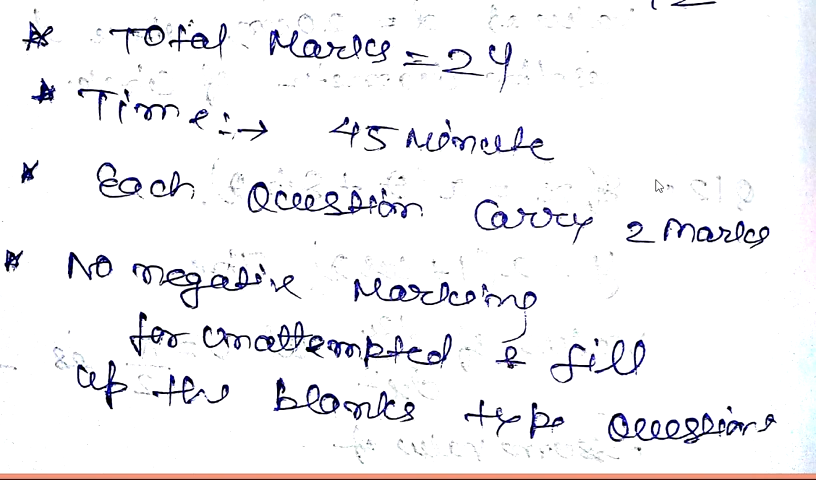 * Total Marks = 24
* Time :→ 45 Minute
* Each Question Carry 2 Marks
* No negative Marking
for unattempted & fill
up the blanks type Questions